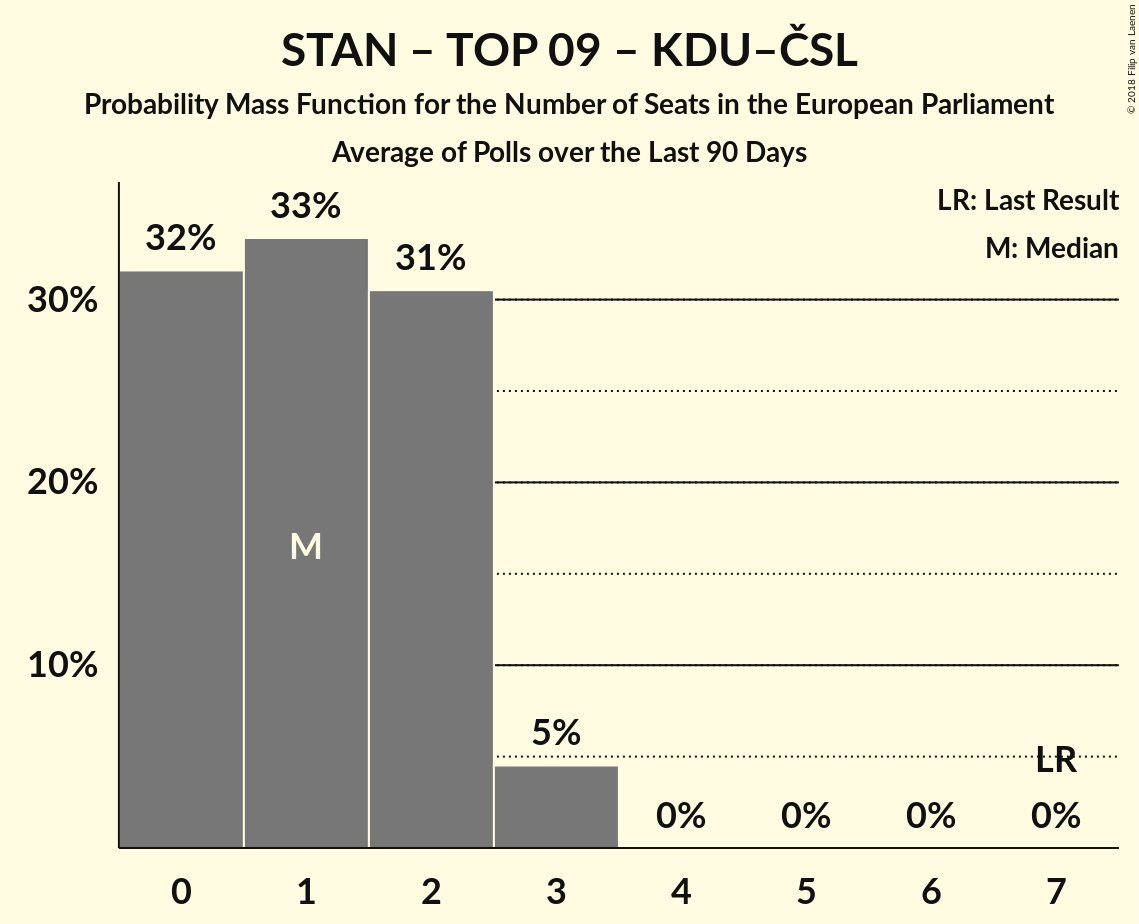 STAN – TOP 09 – KDU–ČSL
Probability Mass Function for the Number of Seats in the European Parliament
Average of Polls over the Last 90 Days
© 2018 Filip van Laenen
LR: Last Result
M: Median
32%
33%
31%
30%
20%
M
10%
5%
LR
0%
0%
0%
0%
0
1
2
3
4
5
6
7